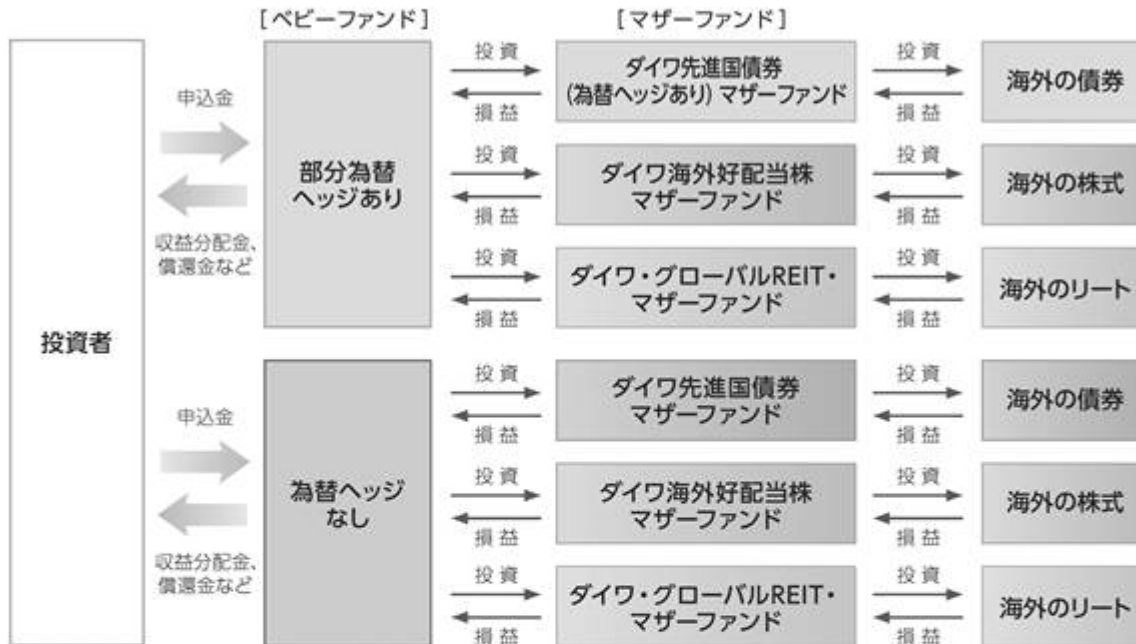 [ベビーファンド]
[マザーファンド]
投資者
申込金
収益分配金、
償還金など
部分為替
ヘッジあり
投 資
損 益
ダイワ先進国債券
(為替ヘッジあり) マザーファンド
投 資
損 益
海外の債券
投 資
損 益
ダイワ海外好配当株
マザーファンド
投 資
損 益
海外の株式
投 資
損 益
ダイワ・グローバルREIT・
マザーファンド
投 資
損 益
海外のリート
申込金
収益分配金、
償還金など
為替ヘッジ
なし
投 資
損 益
ダイワ先進国債券
マザーファンド
投 資
損 益
海外の債券
投 資
損 益
ダイワ海外好配当株
マザーファンド
投 資
損 益
海外の株式
投 資
損 益
ダイワ・グローバルREIT・
マザーファンド
投 資
損 益
海外のリート